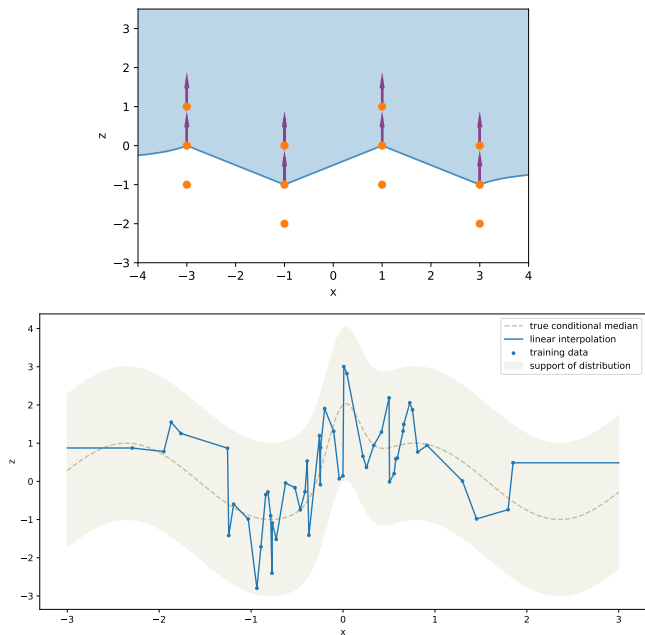 3
2
1
0
−1
−2
−3
z
−4 −3 −2 −1 0 1 2 3 4
x
4
3
2
1
0
−1
−2
−3
z
true conditional median
linear interpolation
training data
support of distribution
−3 −2 −1 0 1 2 3
x